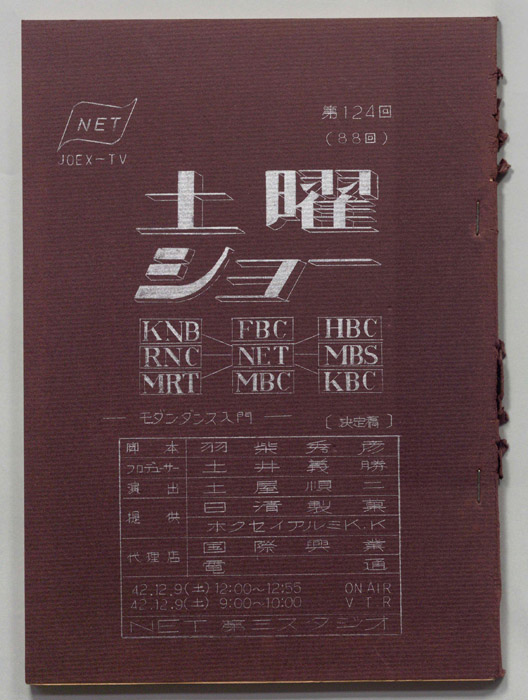 NET
JOEX-TV
第124回
(88回)
土曜
ショー
KNB FBC HBC
RNC NET MBS
MRT MBC KBC
― モダンダンス入門 ― 〔決定稿〕
脚本 羽柴秀彦
プロデューサー 土井義勝
演出 土屋順三
提供 日清製菓
ホクセイアルミK.K
代理店 国際興業
電通
42.12.9(土) 12:00~12:55 ON AIR
42.12.9(土) 9:00~10:00 VTR
NET 第三スタジオ